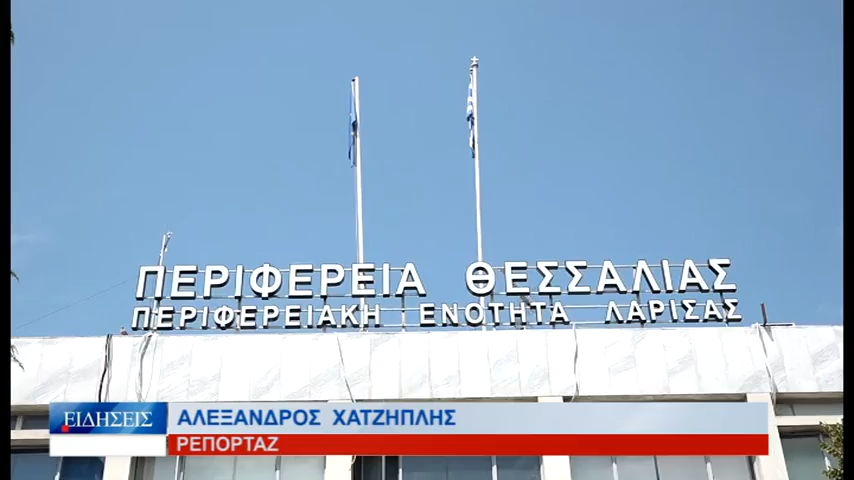 ΠΕΡΙΦΕΡΕΙΑ ΘΕΣΣΑΛΙΑΣ
ΠΕΡΙΦΕΡΕΙΑΚΗ ΕΝΟΤΗΤΑ ΛΑΡΙΣΑΣ
ΕΙΔΗΣΕΙΣ
ΑΛΕΞΑΝΔΡΟΣ ΧΑΤΖΗΠΛΗΣ
ΡΕΠΟΡΤΑΖ